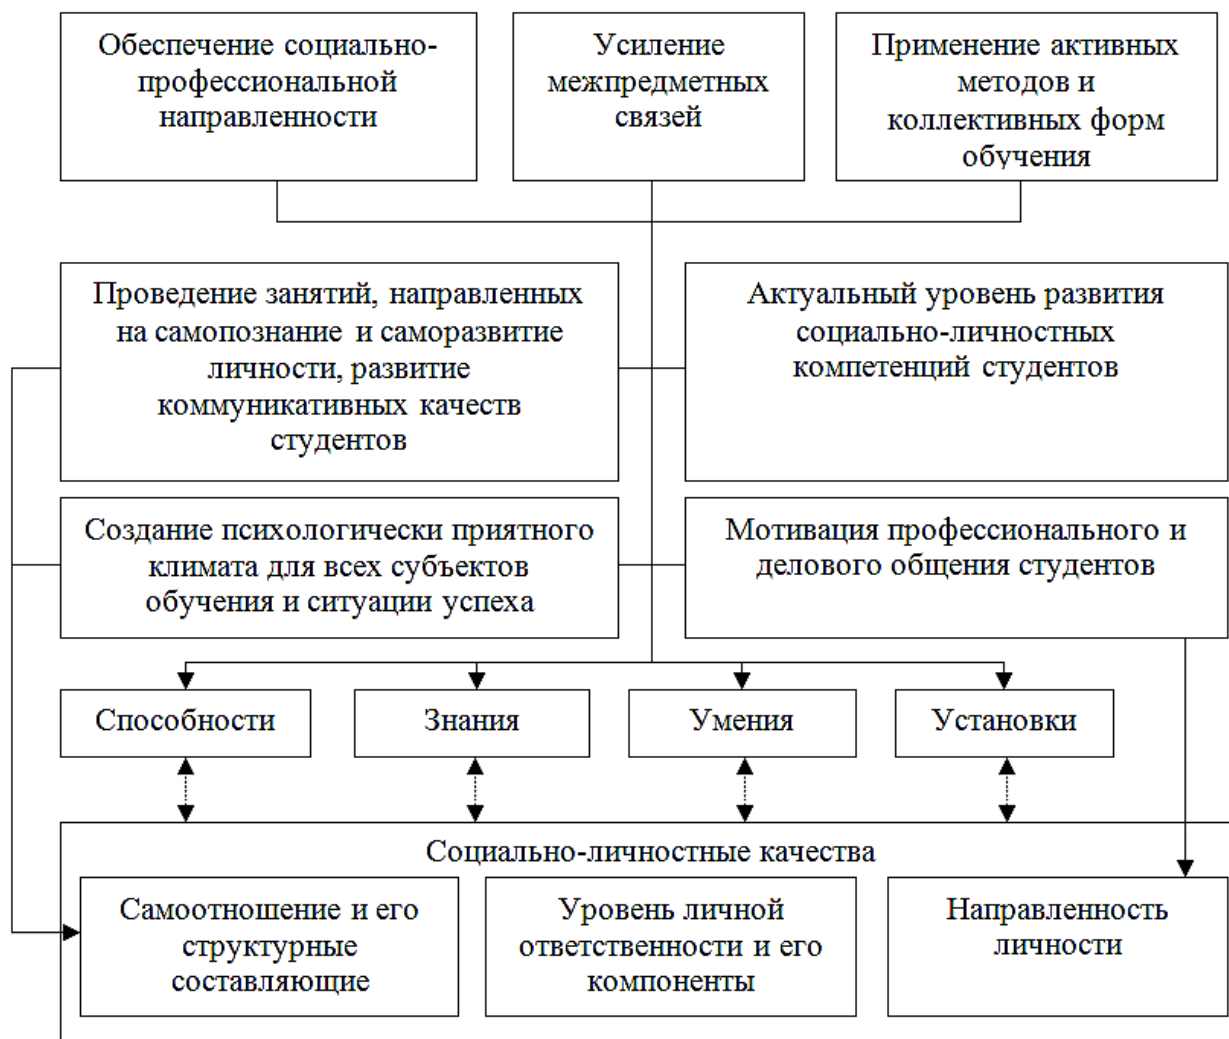 Обеспечение социально-
профессиональной
направленности
Усиление
межпредметных
связей
Применение активных
методов и
коллективных форм
обучения
Проведение занятий, направленных
на самопознание и саморазвитие
личности, развитие
коммуникативных качеств
студентов
Актуальный уровень развития
социально-личностных
компетенций студентов
Создание психологически приятного
климата для всех субъектов
обучения и ситуации успеха
Мотивация профессионального и
делового общения студентов
Способности
Знания
Умения
Установки
Социально-личностные качества
Самоотношение и его
структурные
составляющие
Уровень личной
ответственности и его
компоненты
Направленность
личности